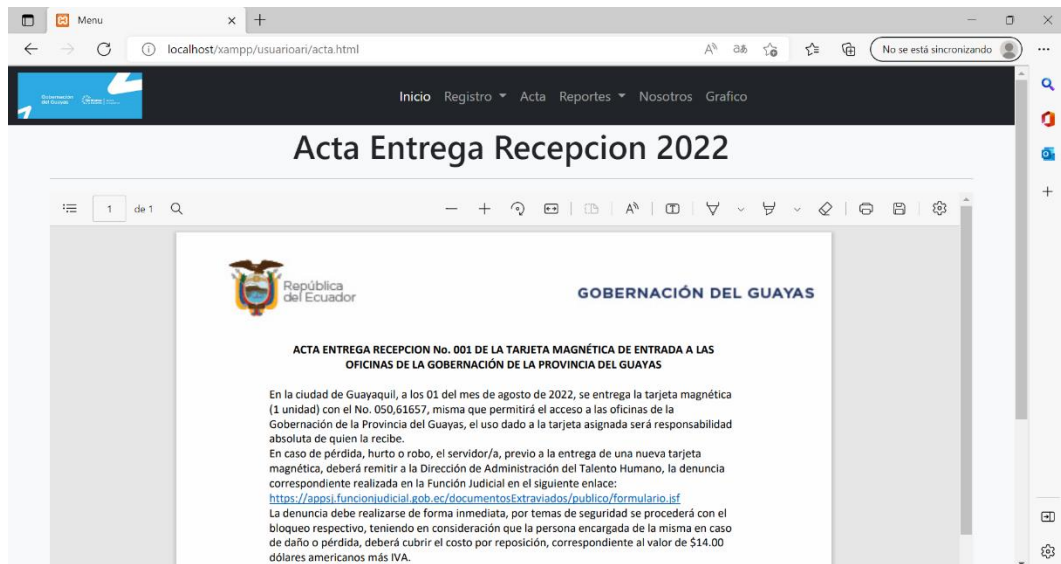 Menu
localhost/xampp/usuarioari/acta.html
No se está sincronizando
Inicio Registro Acta Reportes Nosotros Grafico
Acta Entrega Recepcion 2022
1 de 1
República
del Ecuador
GOBERNACIÓN DEL GUAYAS
ACTA ENTREGA RECEPCION No. 001 DE LA TARJETA MAGNÉTICA DE ENTRADA A LAS
OFICINAS DE LA GOBERNACIÓN DE LA PROVINCIA DEL GUAYAS
En la ciudad de Guayaquil, a los 01 del mes de agosto de 2022, se entrega la tarjeta magnética
(1 unidad) con el No. 050,61657, misma que permitirá el acceso a las oficinas de la
Gobernación de la Provincia del Guayas, el uso dado a la tarjeta asignada será responsabilidad
absoluta de quien la recibe.
En caso de pérdida, hurto o robo, el servidor/a, previo a la entrega de una nueva tarjeta
magnética, deberá remitir a la Dirección de Administración del Talento Humano, la denuncia
correspondiente realizada en la Función Judicial en el siguiente enlace:
https://appsj.funcionjudicial.gob.ec/documentosExtraviados/publico/formulario.jsf
La denuncia debe realizarse de forma inmediata, por temas de seguridad se procederá con el
bloqueo respectivo, teniendo en consideración que la persona encargada de la misma en caso
de daño o pérdida, deberá cubrir el costo por reposición, correspondiente al valor de $14.00
dólares americanos más IVA.